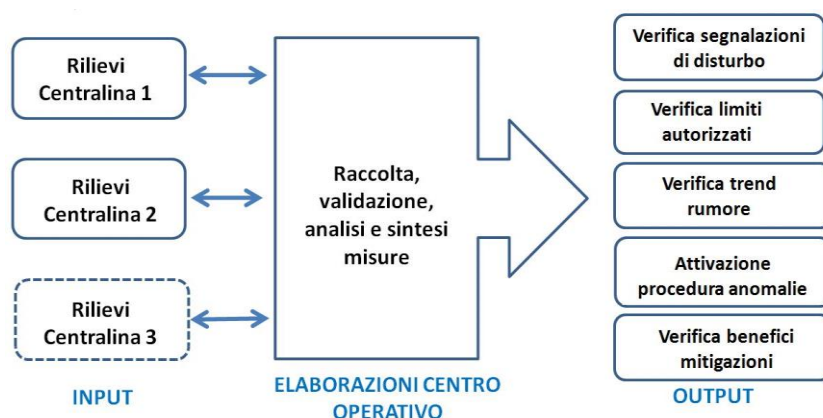 Rilievi
Centralina 1
Rilievi
Centralina 2
Rilievi
Centralina 3
INPUT
Raccolta,
validazione,
analisi e sintesi
misure
ELABORAZIONI CENTRO
OPERATIVO
Verifica segnalazioni
di disturbo
Verifica limiti
autorizzati
Verifica trend
rumore
Attivazione
procedura anomalie
Verifica benefici
mitigazioni
OUTPUT